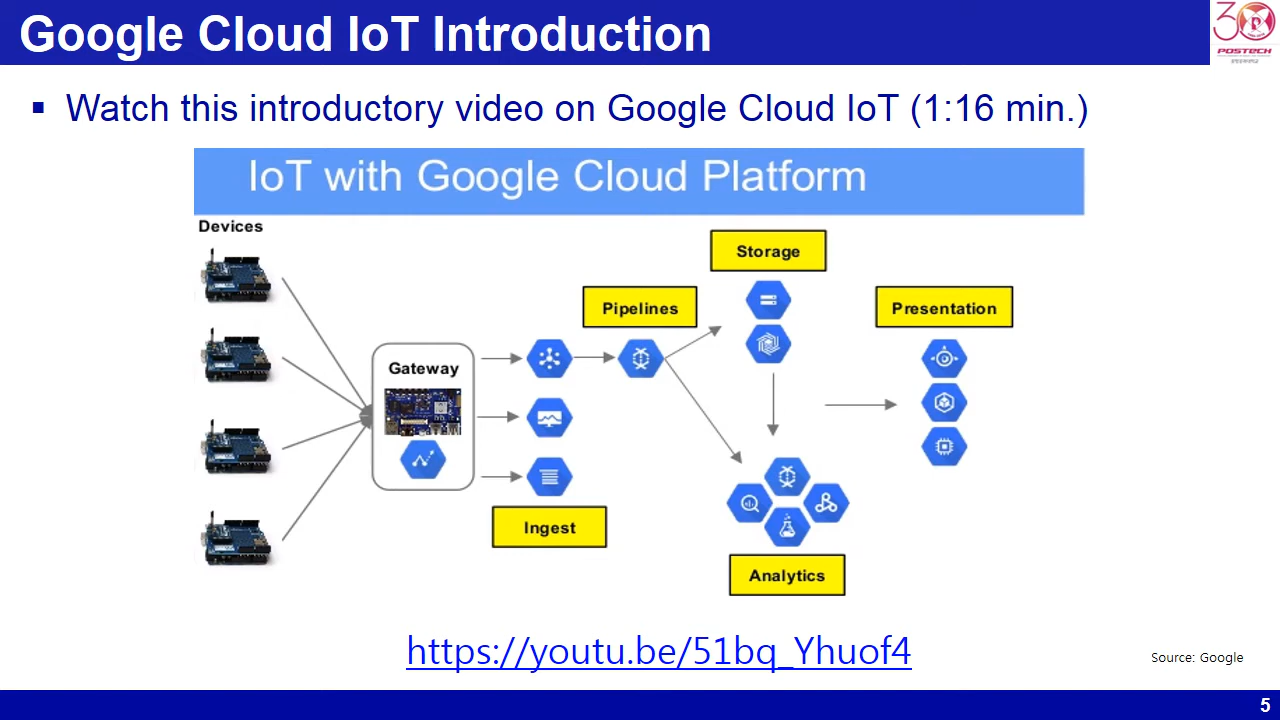 Google Cloud IoT Introduction
30
POSTECH
▪ Watch this introductory video on Google Cloud IoT (1:16 min.)
IoT with Google Cloud Platform
Devices
Storage
Pipelines
Presentation
Gateway
Ingest
Analytics
https://youtu.be/51bq_Yhuof4
Source: Google
5